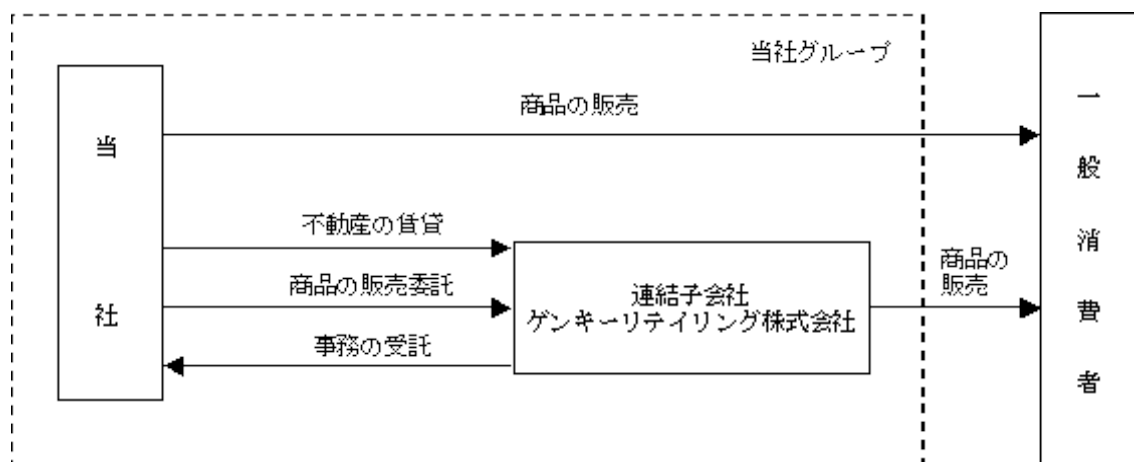 当社グループ
当社
商品の販売
不動産の賃貸
商品の販売委託
事務の受託
連結子会社
ゲンキーリテイリング株式会社
商品の
販売
一般消費者